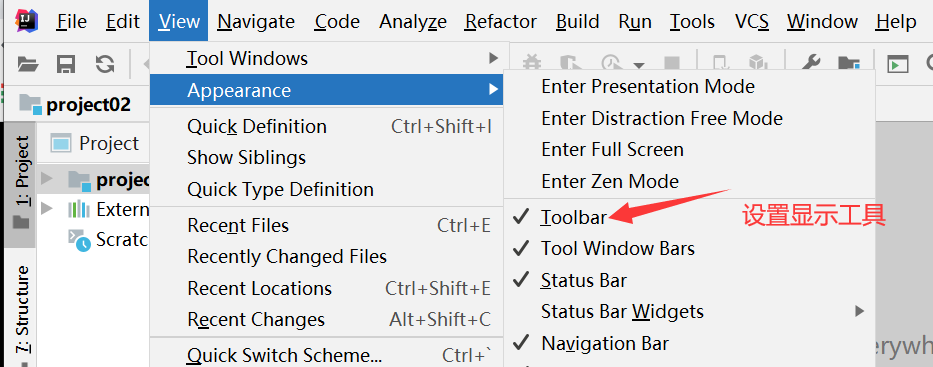 File Edit View Navigate Code Analyze Refactor Build Run Tools VCS Window Help
project02
1: Project
7: Structure
Project
projec
Extern
Scratc
Tool Windows
Appearance
Quick Definition Ctrl+Shift+I
Show Siblings
Quick Type Definition
Recent Files Ctrl+E
Recently Changed Files
Recent Locations Ctrl+Shift+E
Recent Changes Alt+Shift+C
Quick Switch Scheme... Ctrl+`
Enter Presentation Mode
Enter Distraction Free Mode
Enter Full Screen
Enter Zen Mode
Toolbar 设置显示工具
Tool Window Bars
Status Bar
Status Bar Widgets
Navigation Bar
erywh